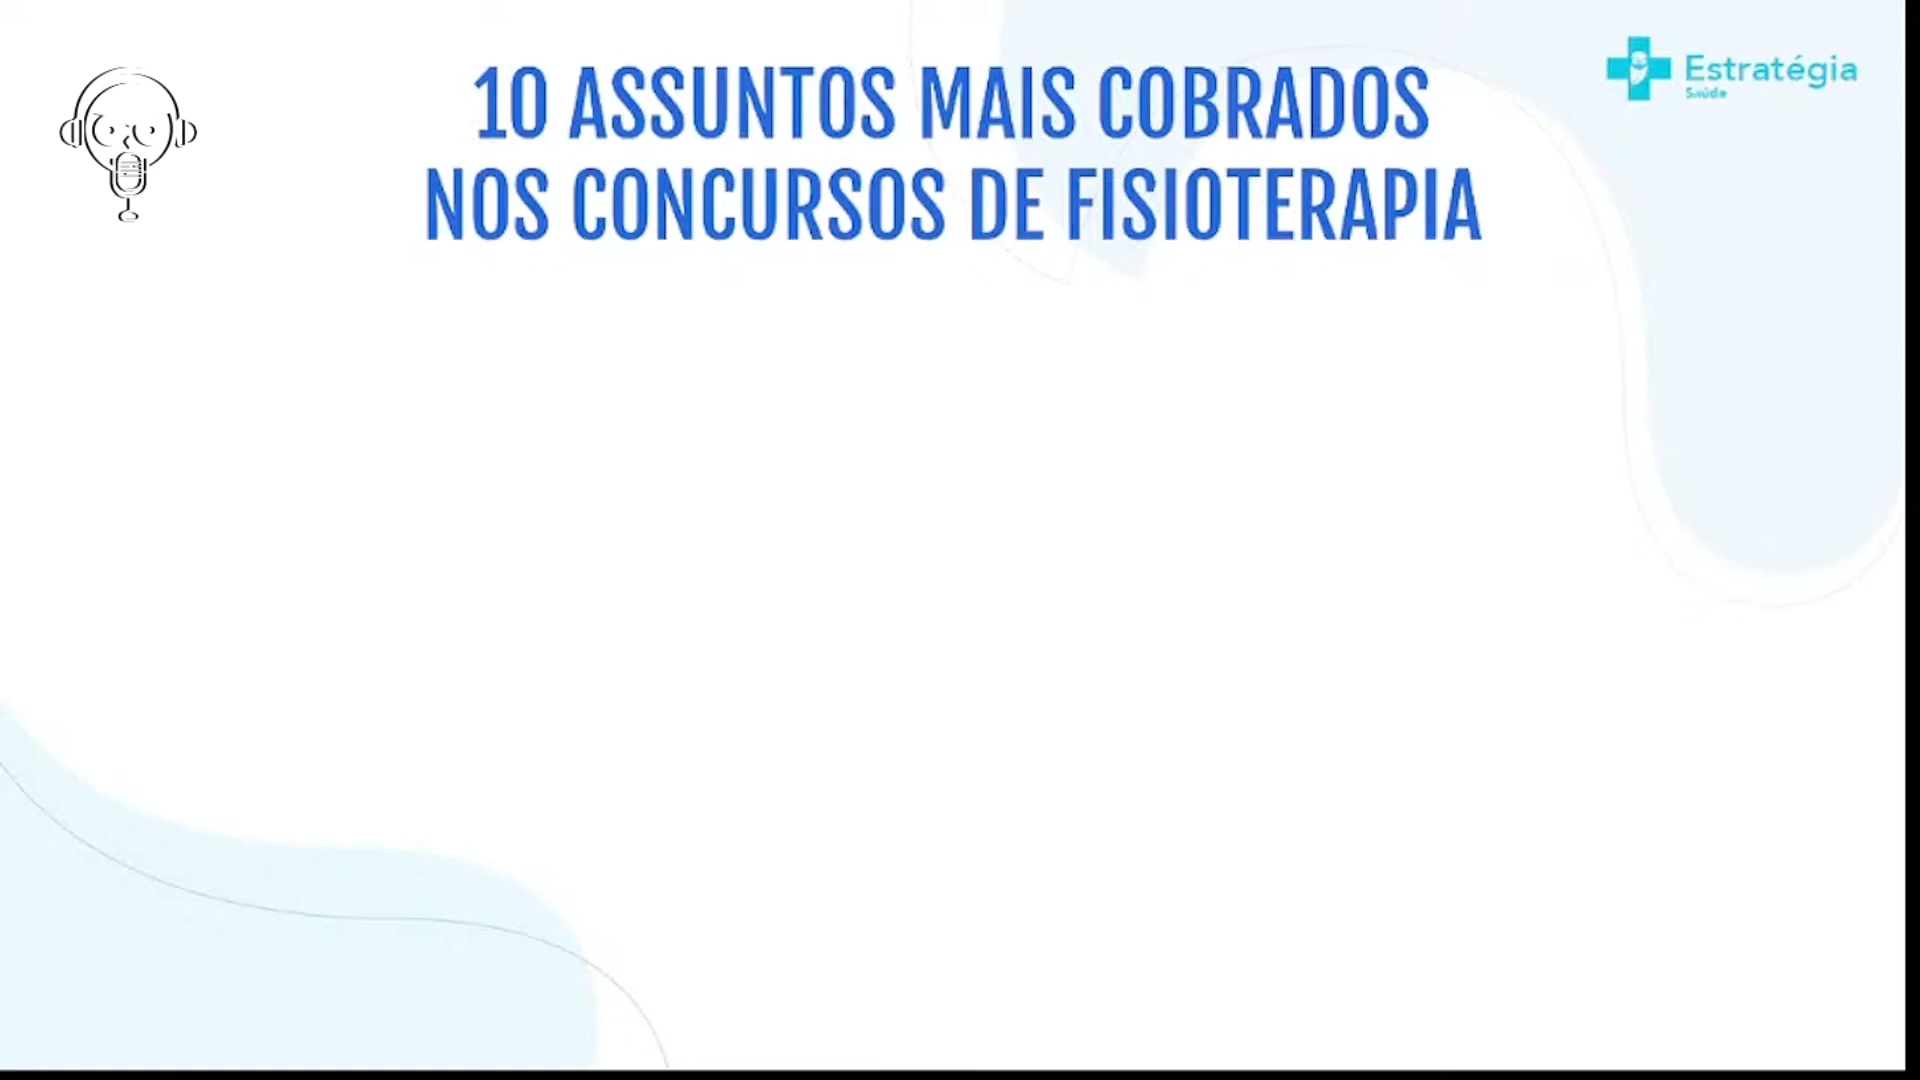 10 ASSUNTOS MAIS COBRADOS
NOS CONCURSOS DE FISIOTERAPIA
Estratégia
Saúde